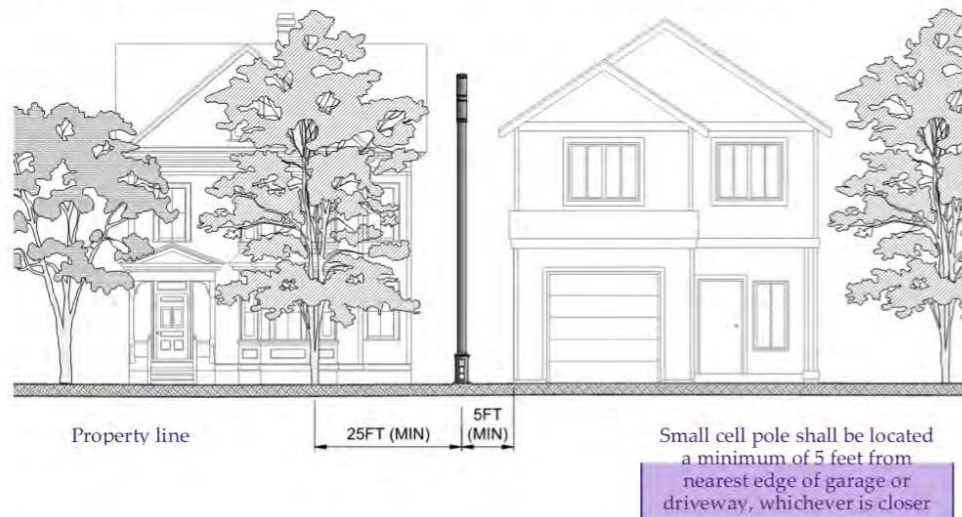 Property line
25FT (MIN)
5FT
(MIN)
Small cell pole shall be located
a minimum of 5 feet from
nearest edge of garage or
driveway, whichever is closer